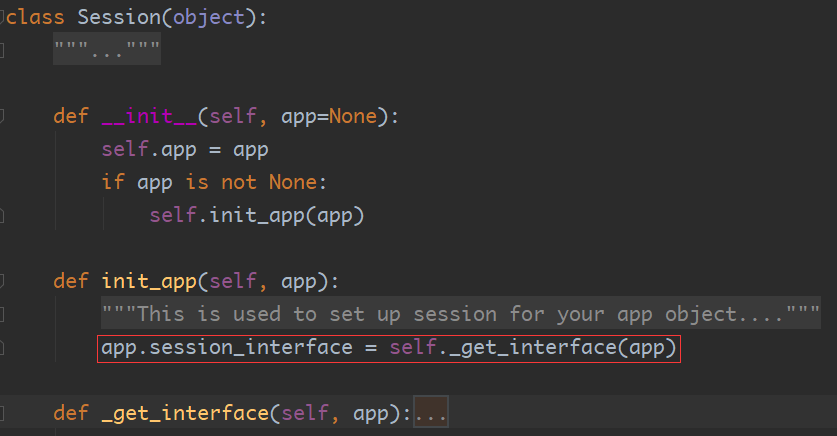 class Session(object):
    """..."""
    def __init__(self, app=None):
        self.app = app
        if app is not None:
            self.init_app(app)
    def init_app(self, app):
        """This is used to set up session for your app object...."""
        app.session_interface = self._get_interface(app)
    def _get_interface(self, app):...